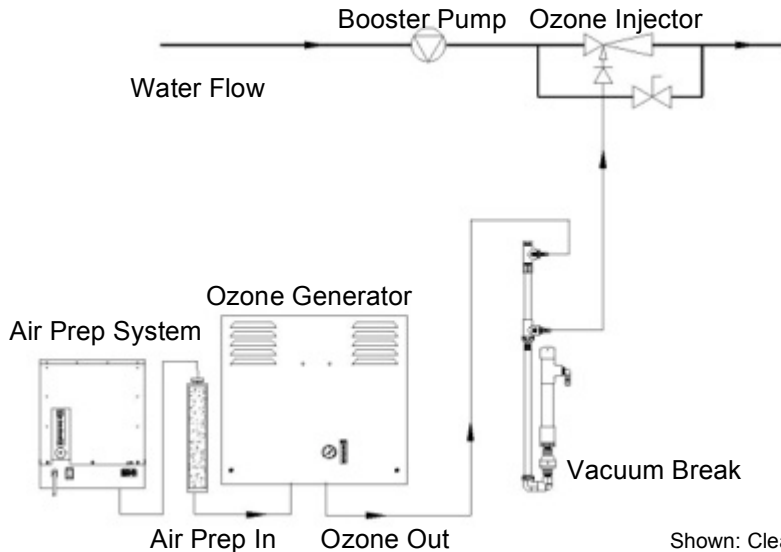 Booster Pump Ozone Injector
Water Flow
Ozone Generator
Air Prep System
Vacuum Break
Air Prep In Ozone Out
Shown: Clea